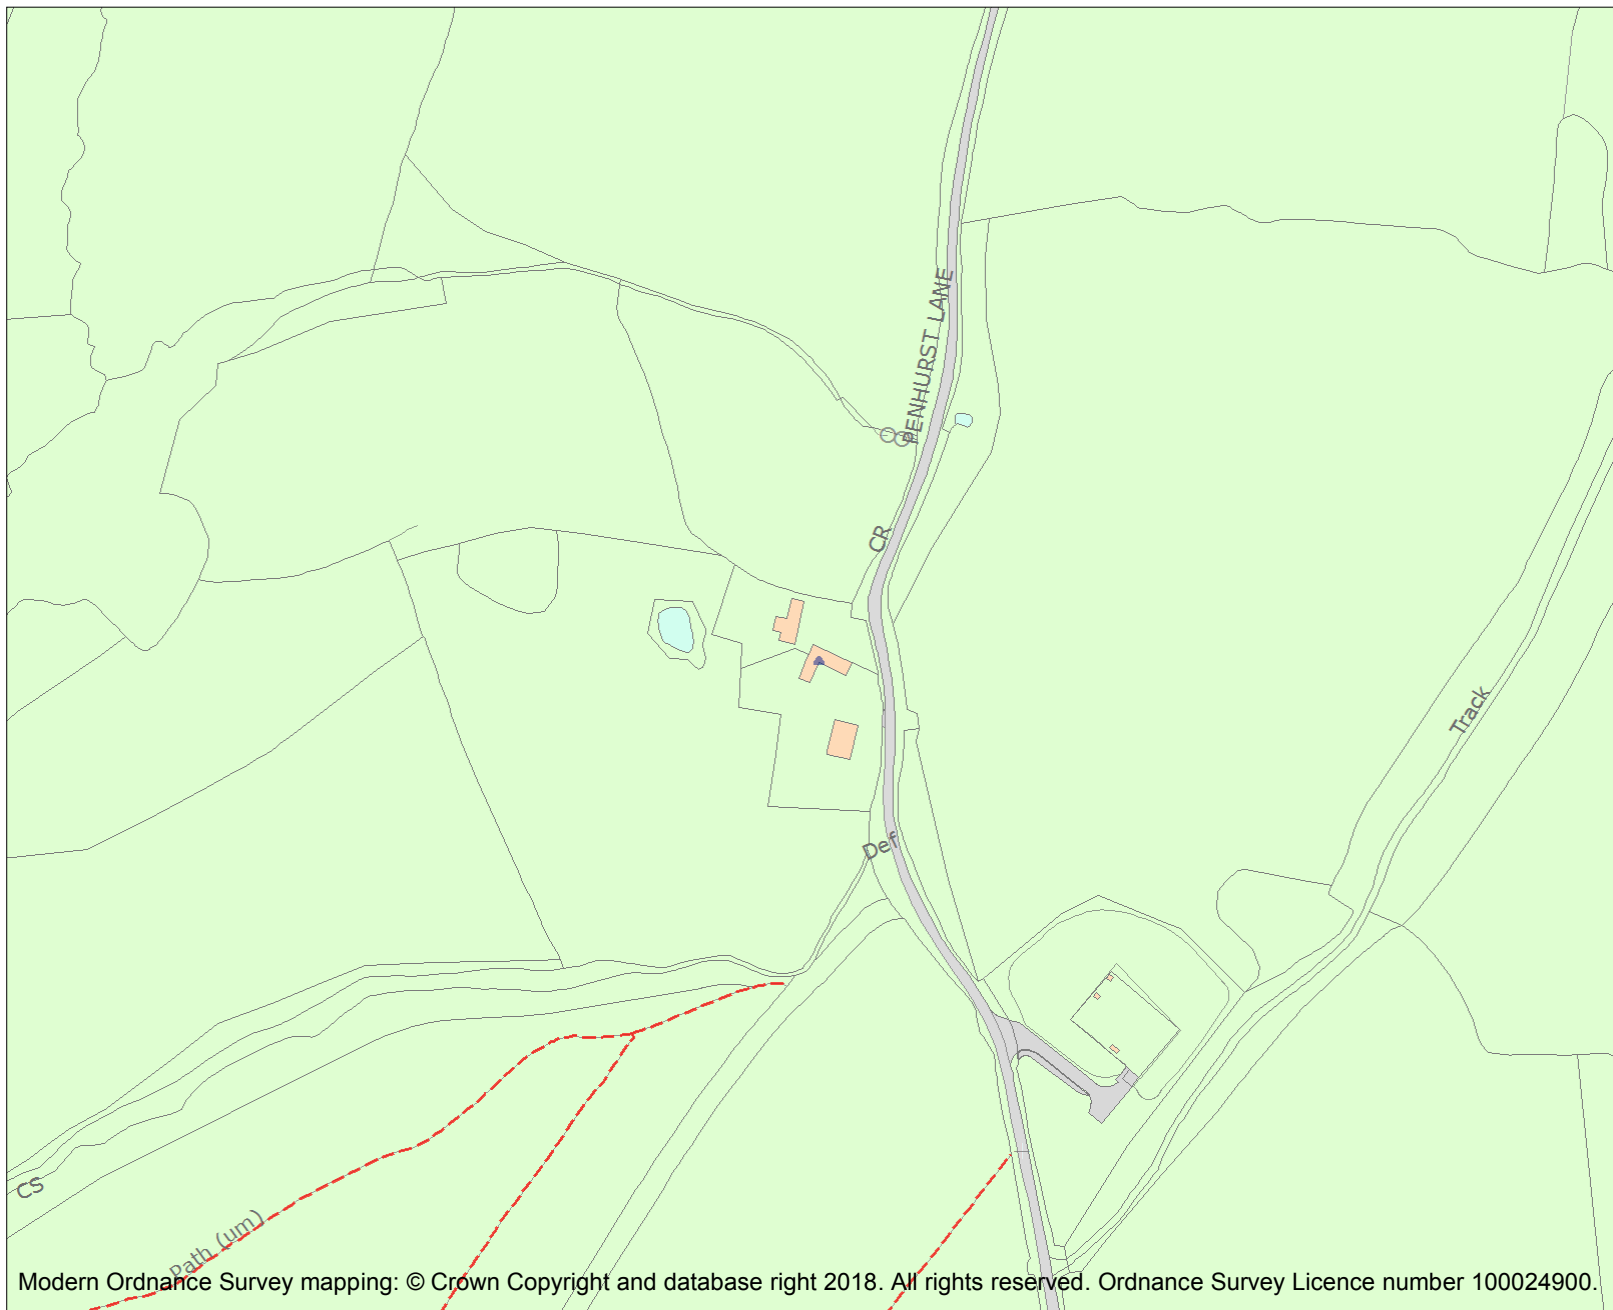 PENHURST LANE
CR
Track
Def
CS
Path (um)
Modern Ordnance Survey mapping: © Crown Copyright and database right 2018. All rights reserved. Ordnance Survey Licence number 100024900.